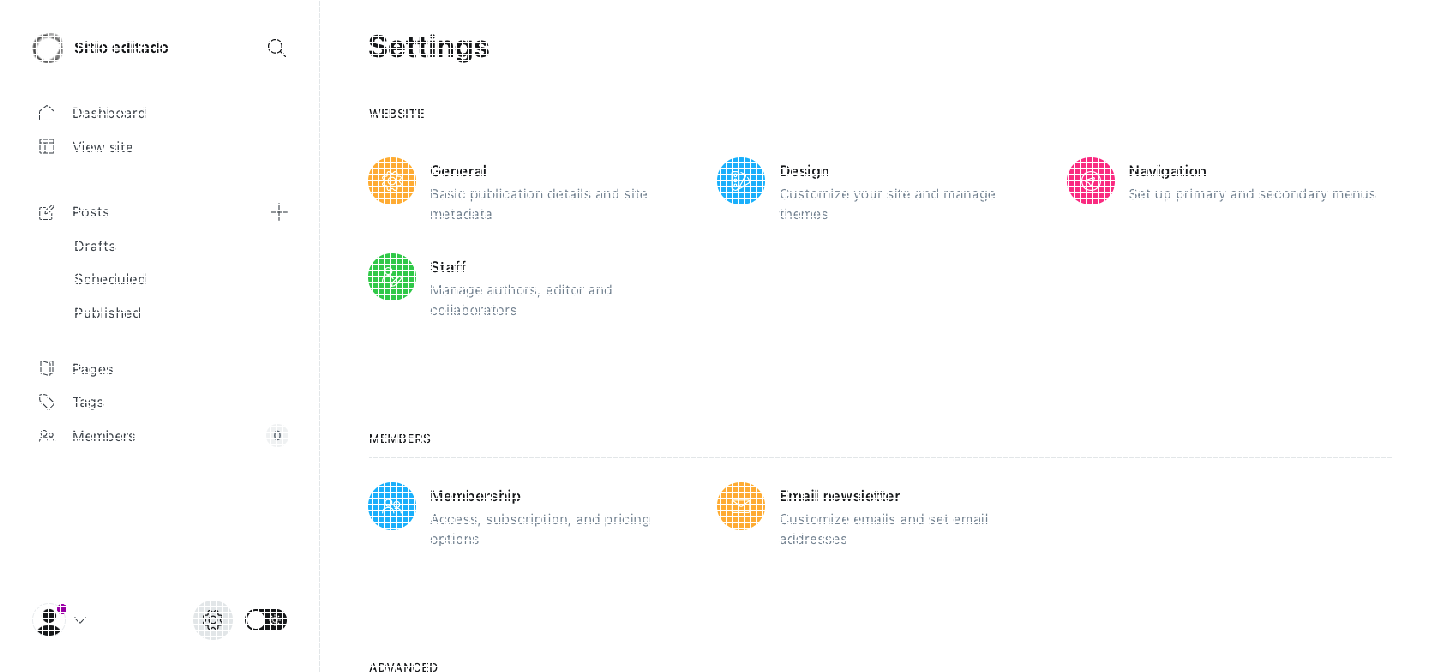 Sitio editado
Dashboard
View site
Posts
Drafts
Scheduled
Published
Pages
Tags
Members
0
Settings
WEBSITE
General
Basic publication details and site
metadata
Design
Customize your site and manage
themes
Navigation
Set up primary and secondary menus
Staff
Manage authors, editor and
collaborators
MEMBERS
Membership
Access, subscription, and pricing
options
Email newsletter
Customize emails and set email
addresses
ADVANCED